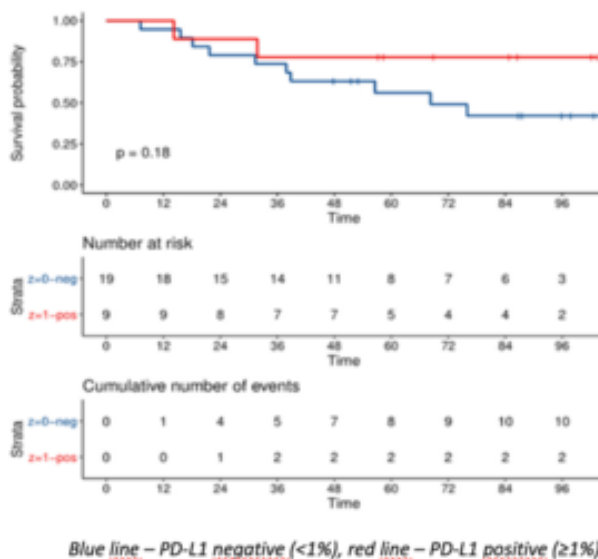 1.00
0.75
0.50
0.25
0.00
Survival probability
p = 0.18
0 12 24 36 48 60 72 84 96
Time
Number at risk
Strata
z=0-neg 19 18 15 14 11 8 7 6 3
z=1-pos 9 9 8 7 7 5 4 4 2
0 12 24 36 48 60 72 84 96
Time
Cumulative number of events
Strata
z=0-neg 0 1 4 5 7 8 9 10 10
z=1-pos 0 0 1 2 2 2 2 2 2
0 12 24 36 48 60 72 84 96
Time
Blue line – PD-L1 negative (<1%), red line – PD-L1 positive (≥1%)